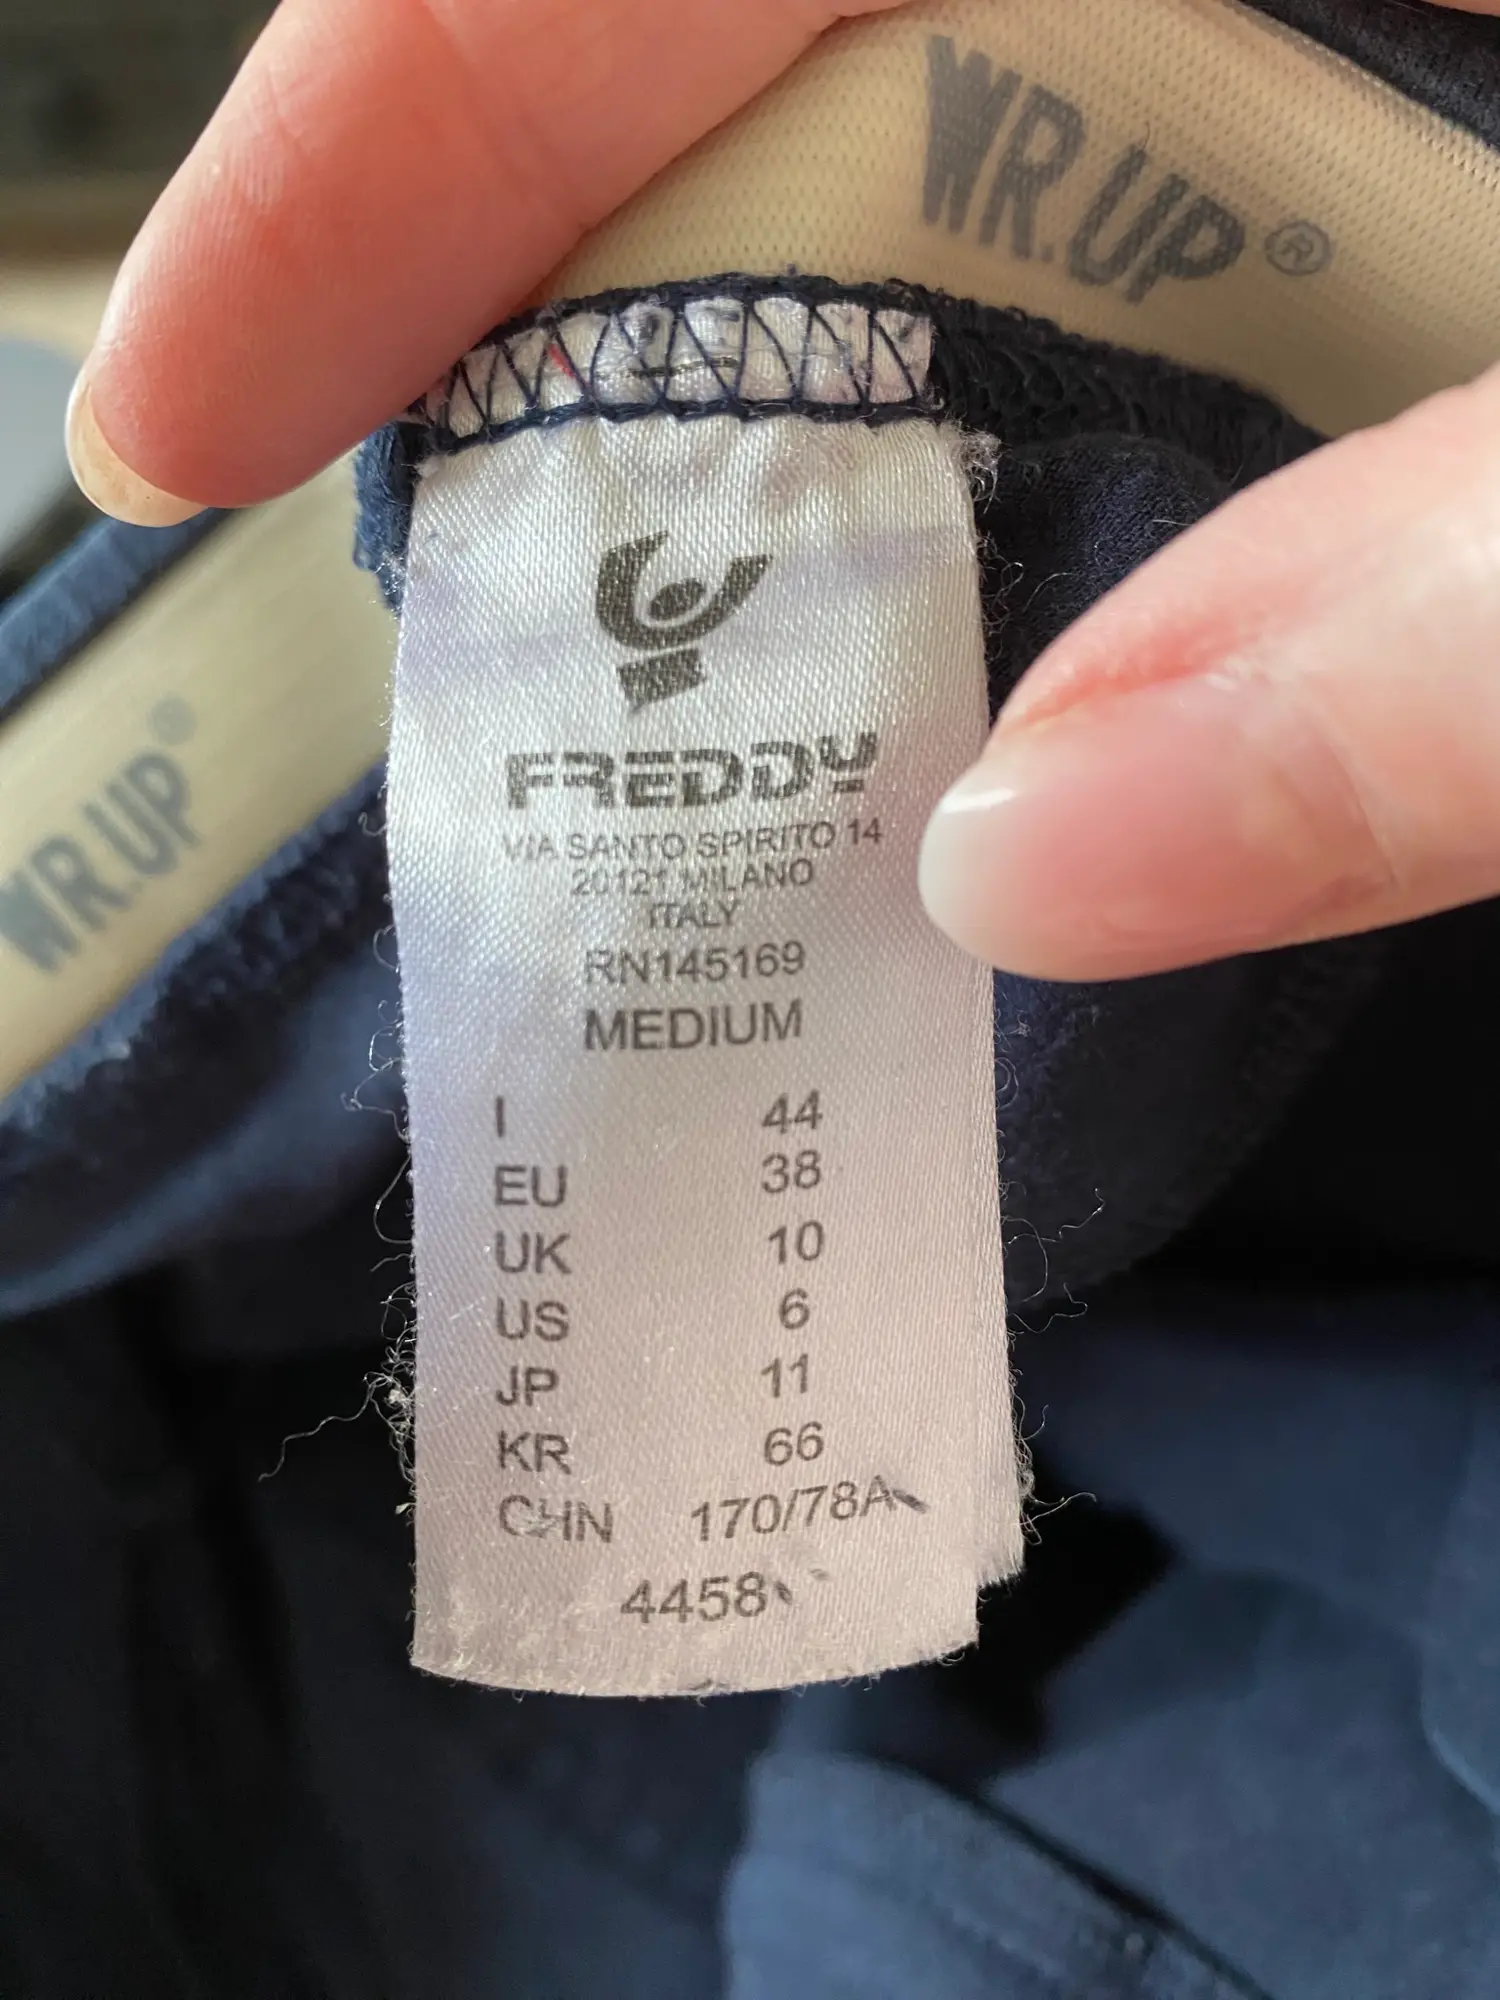 WR.UP®
WR.UP®
FREDDY
VIA SANTO SPIRITO 14
20121 MILANO
ITALY
RN145169
MEDIUM
I 44
EU 38
UK 10
US 6
JP 11
KR 66
CHN 170/78A
4458